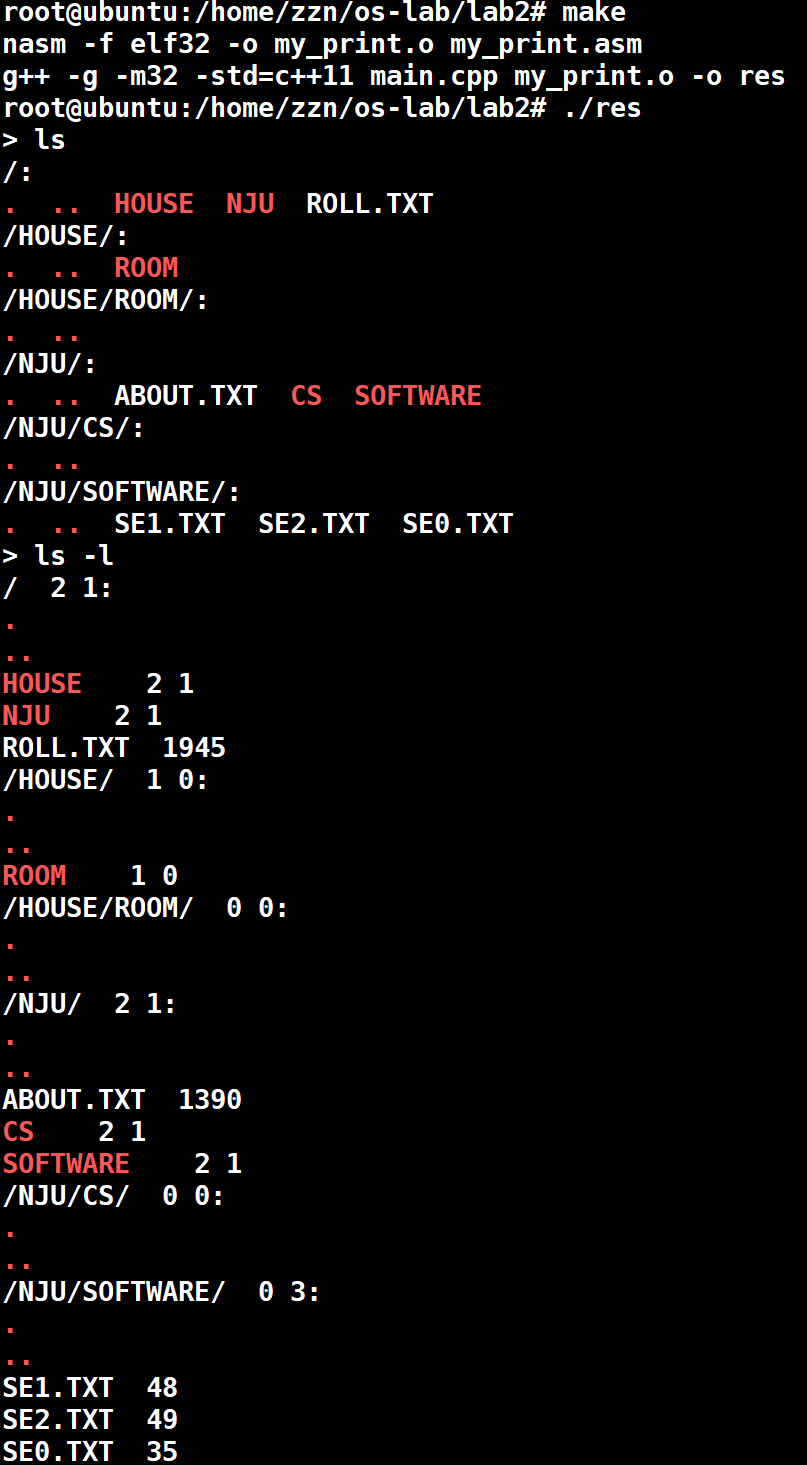 root@ubuntu:/home/zzn/os-lab/lab2# make
nasm -f elf32 -o my_print.o my_print.asm
g++ -g -m32 -std=c++11 main.cpp my_print.o -o res
root@ubuntu:/home/zzn/os-lab/lab2# ./res
> ls
/:
.  ..  HOUSE  NJU  ROLL.TXT
/HOUSE/:
.  ..  ROOM
/HOUSE/ROOM/:
.  ..
/NJU/:
.  ..  ABOUT.TXT  CS  SOFTWARE
/NJU/CS/:
.  ..
/NJU/SOFTWARE/:
.  ..  SE1.TXT  SE2.TXT  SE0.TXT
> ls -l
/  2 1:
.
..
HOUSE    2 1
NJU    2 1
ROLL.TXT  1945
/HOUSE/  1 0:
.
..
ROOM    1 0
/HOUSE/ROOM/  0 0:
.
..
/NJU/  2 1:
.
..
ABOUT.TXT  1390
CS    2 1
SOFTWARE    2 1
/NJU/CS/  0 0:
.
..
/NJU/SOFTWARE/  0 3:
.
..
SE1.TXT  48
SE2.TXT  49
SE0.TXT  35